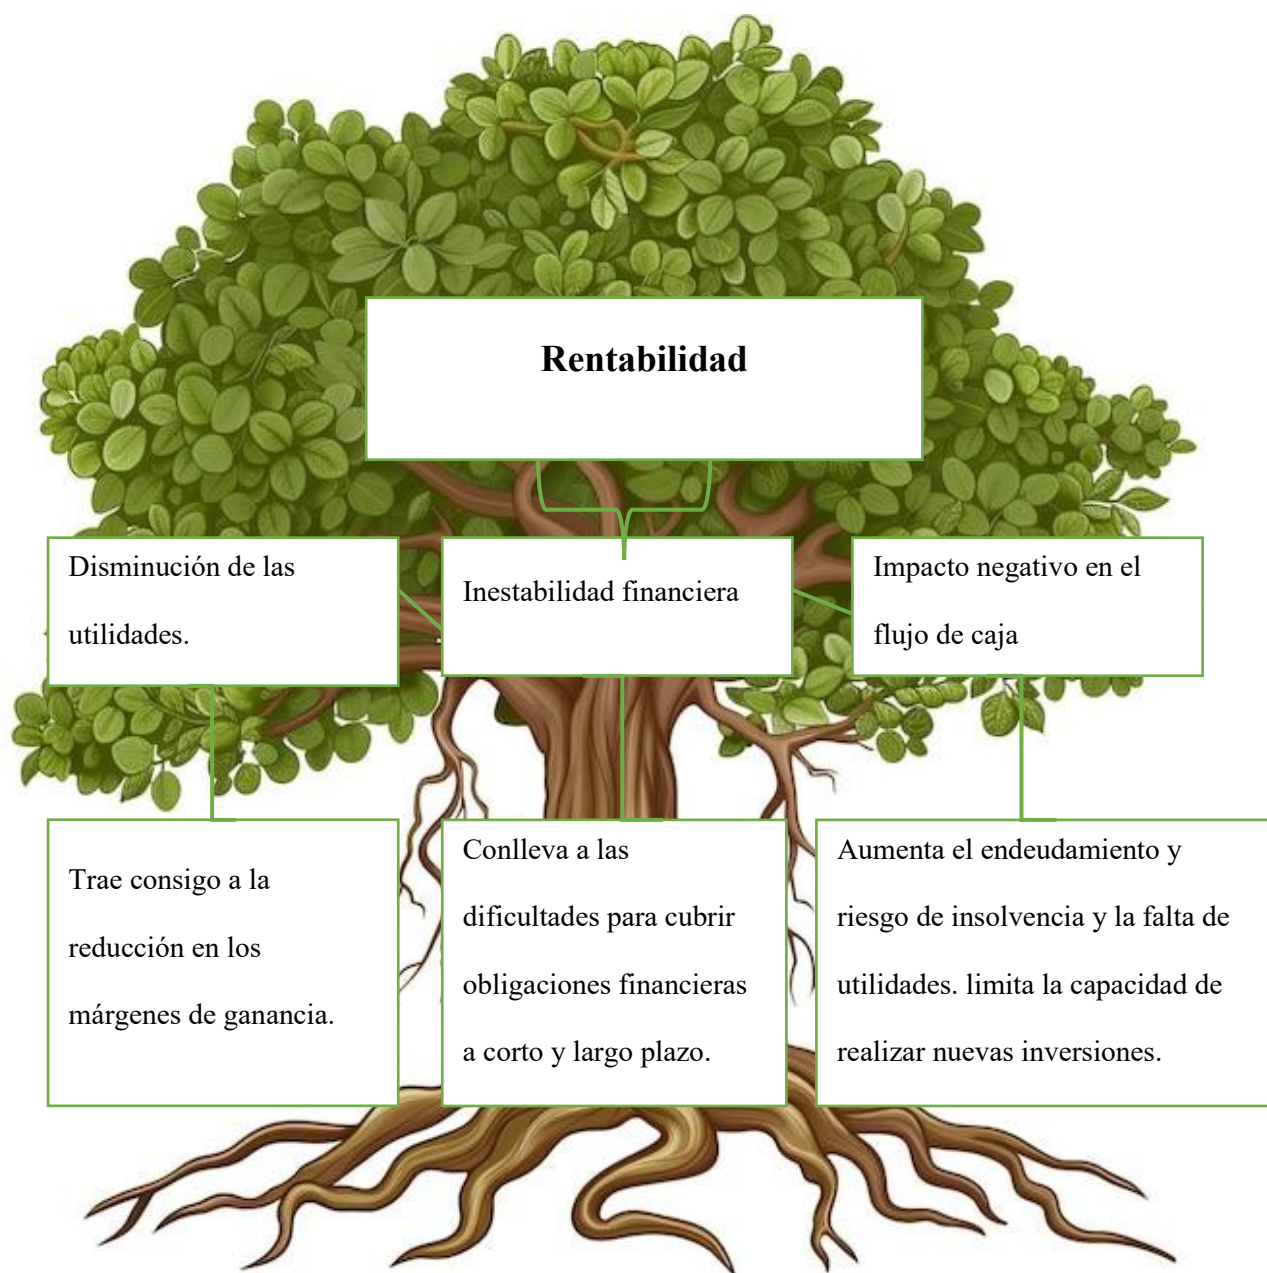 Rentabilidad
Disminución de las
utilidades.
Inestabilidad financiera
Impacto negativo en el
flujo de caja
Trae consigo a la
reducción en los
márgenes de ganancia.
Conlleva a las
dificultades para cubrir
obligaciones financieras
a corto y largo plazo.
Aumenta el endeudamiento y
riesgo de insolvencia y la falta de
utilidades. limita la capacidad de
realizar nuevas inversiones.